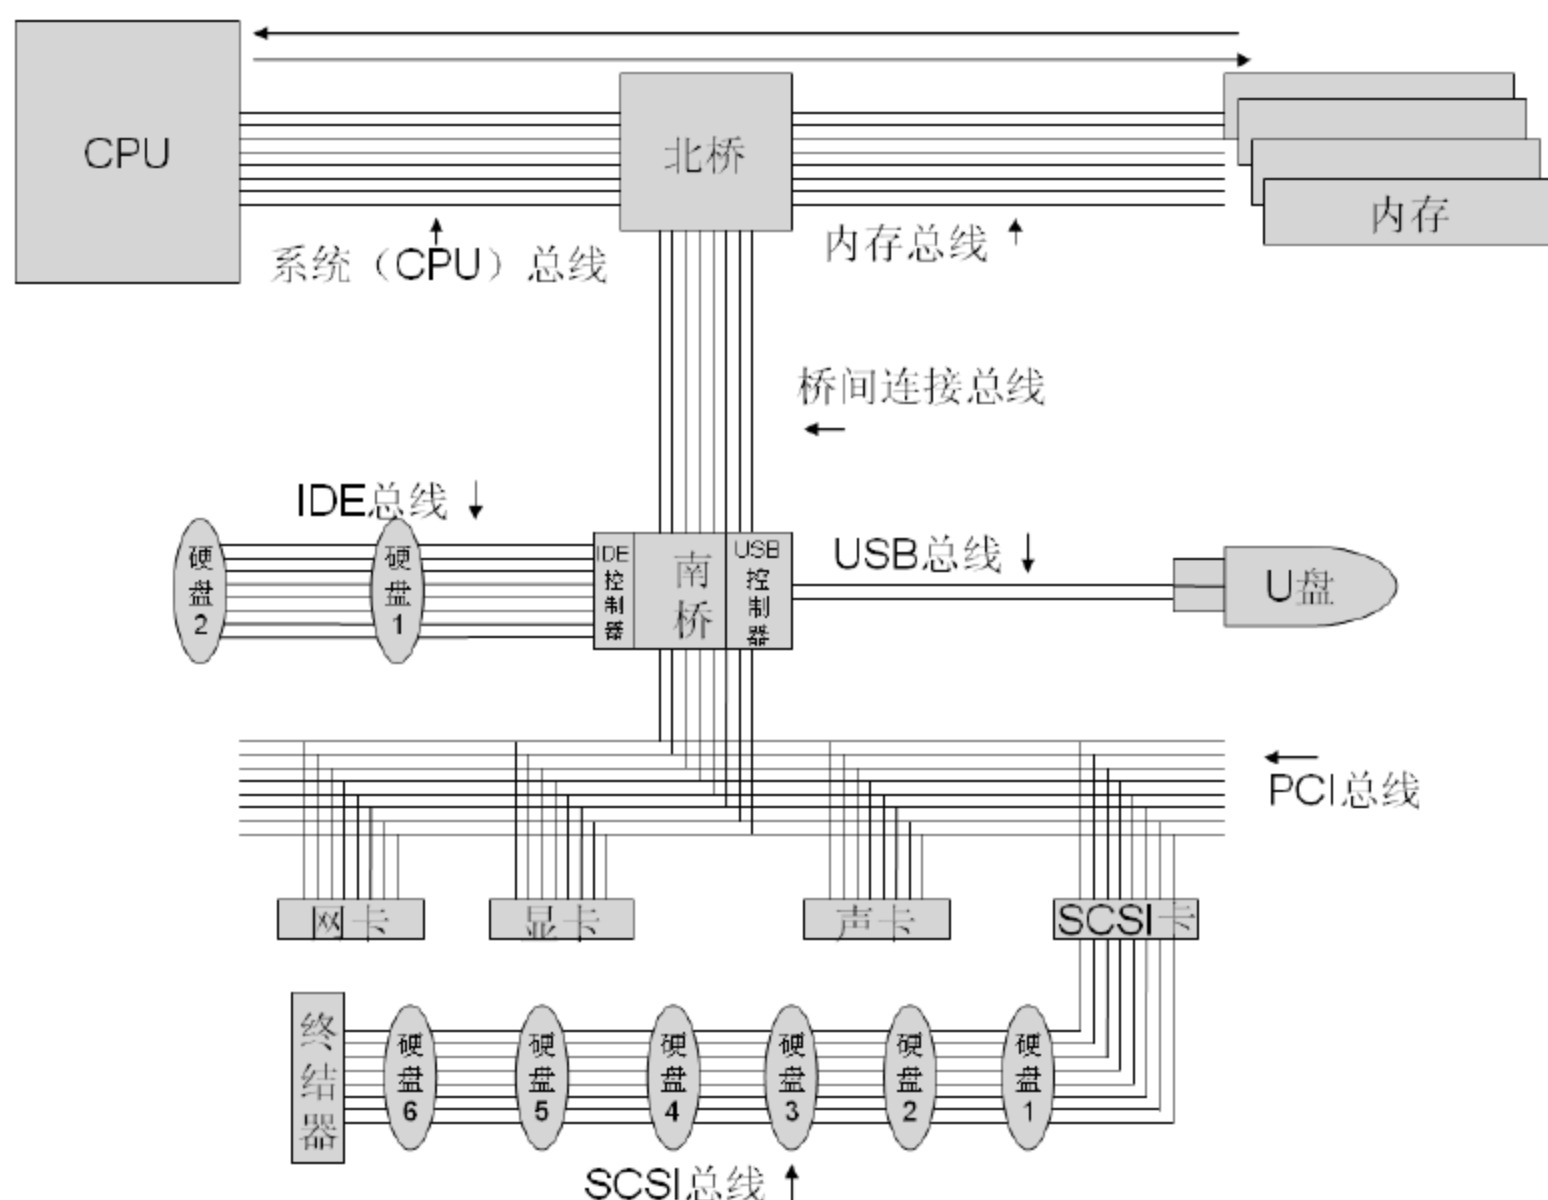 CPU
北桥
内存
系统（CPU）总线
内存总线
桥间连接总线
IDE总线
硬盘2
硬盘1
IDE控制器
南桥
USB控制器
USB总线
U盘
PCI总线
网卡
显卡
声卡
SCSI卡
终结器
硬盘6
硬盘5
硬盘4
硬盘3
硬盘2
硬盘1
SCSI总线